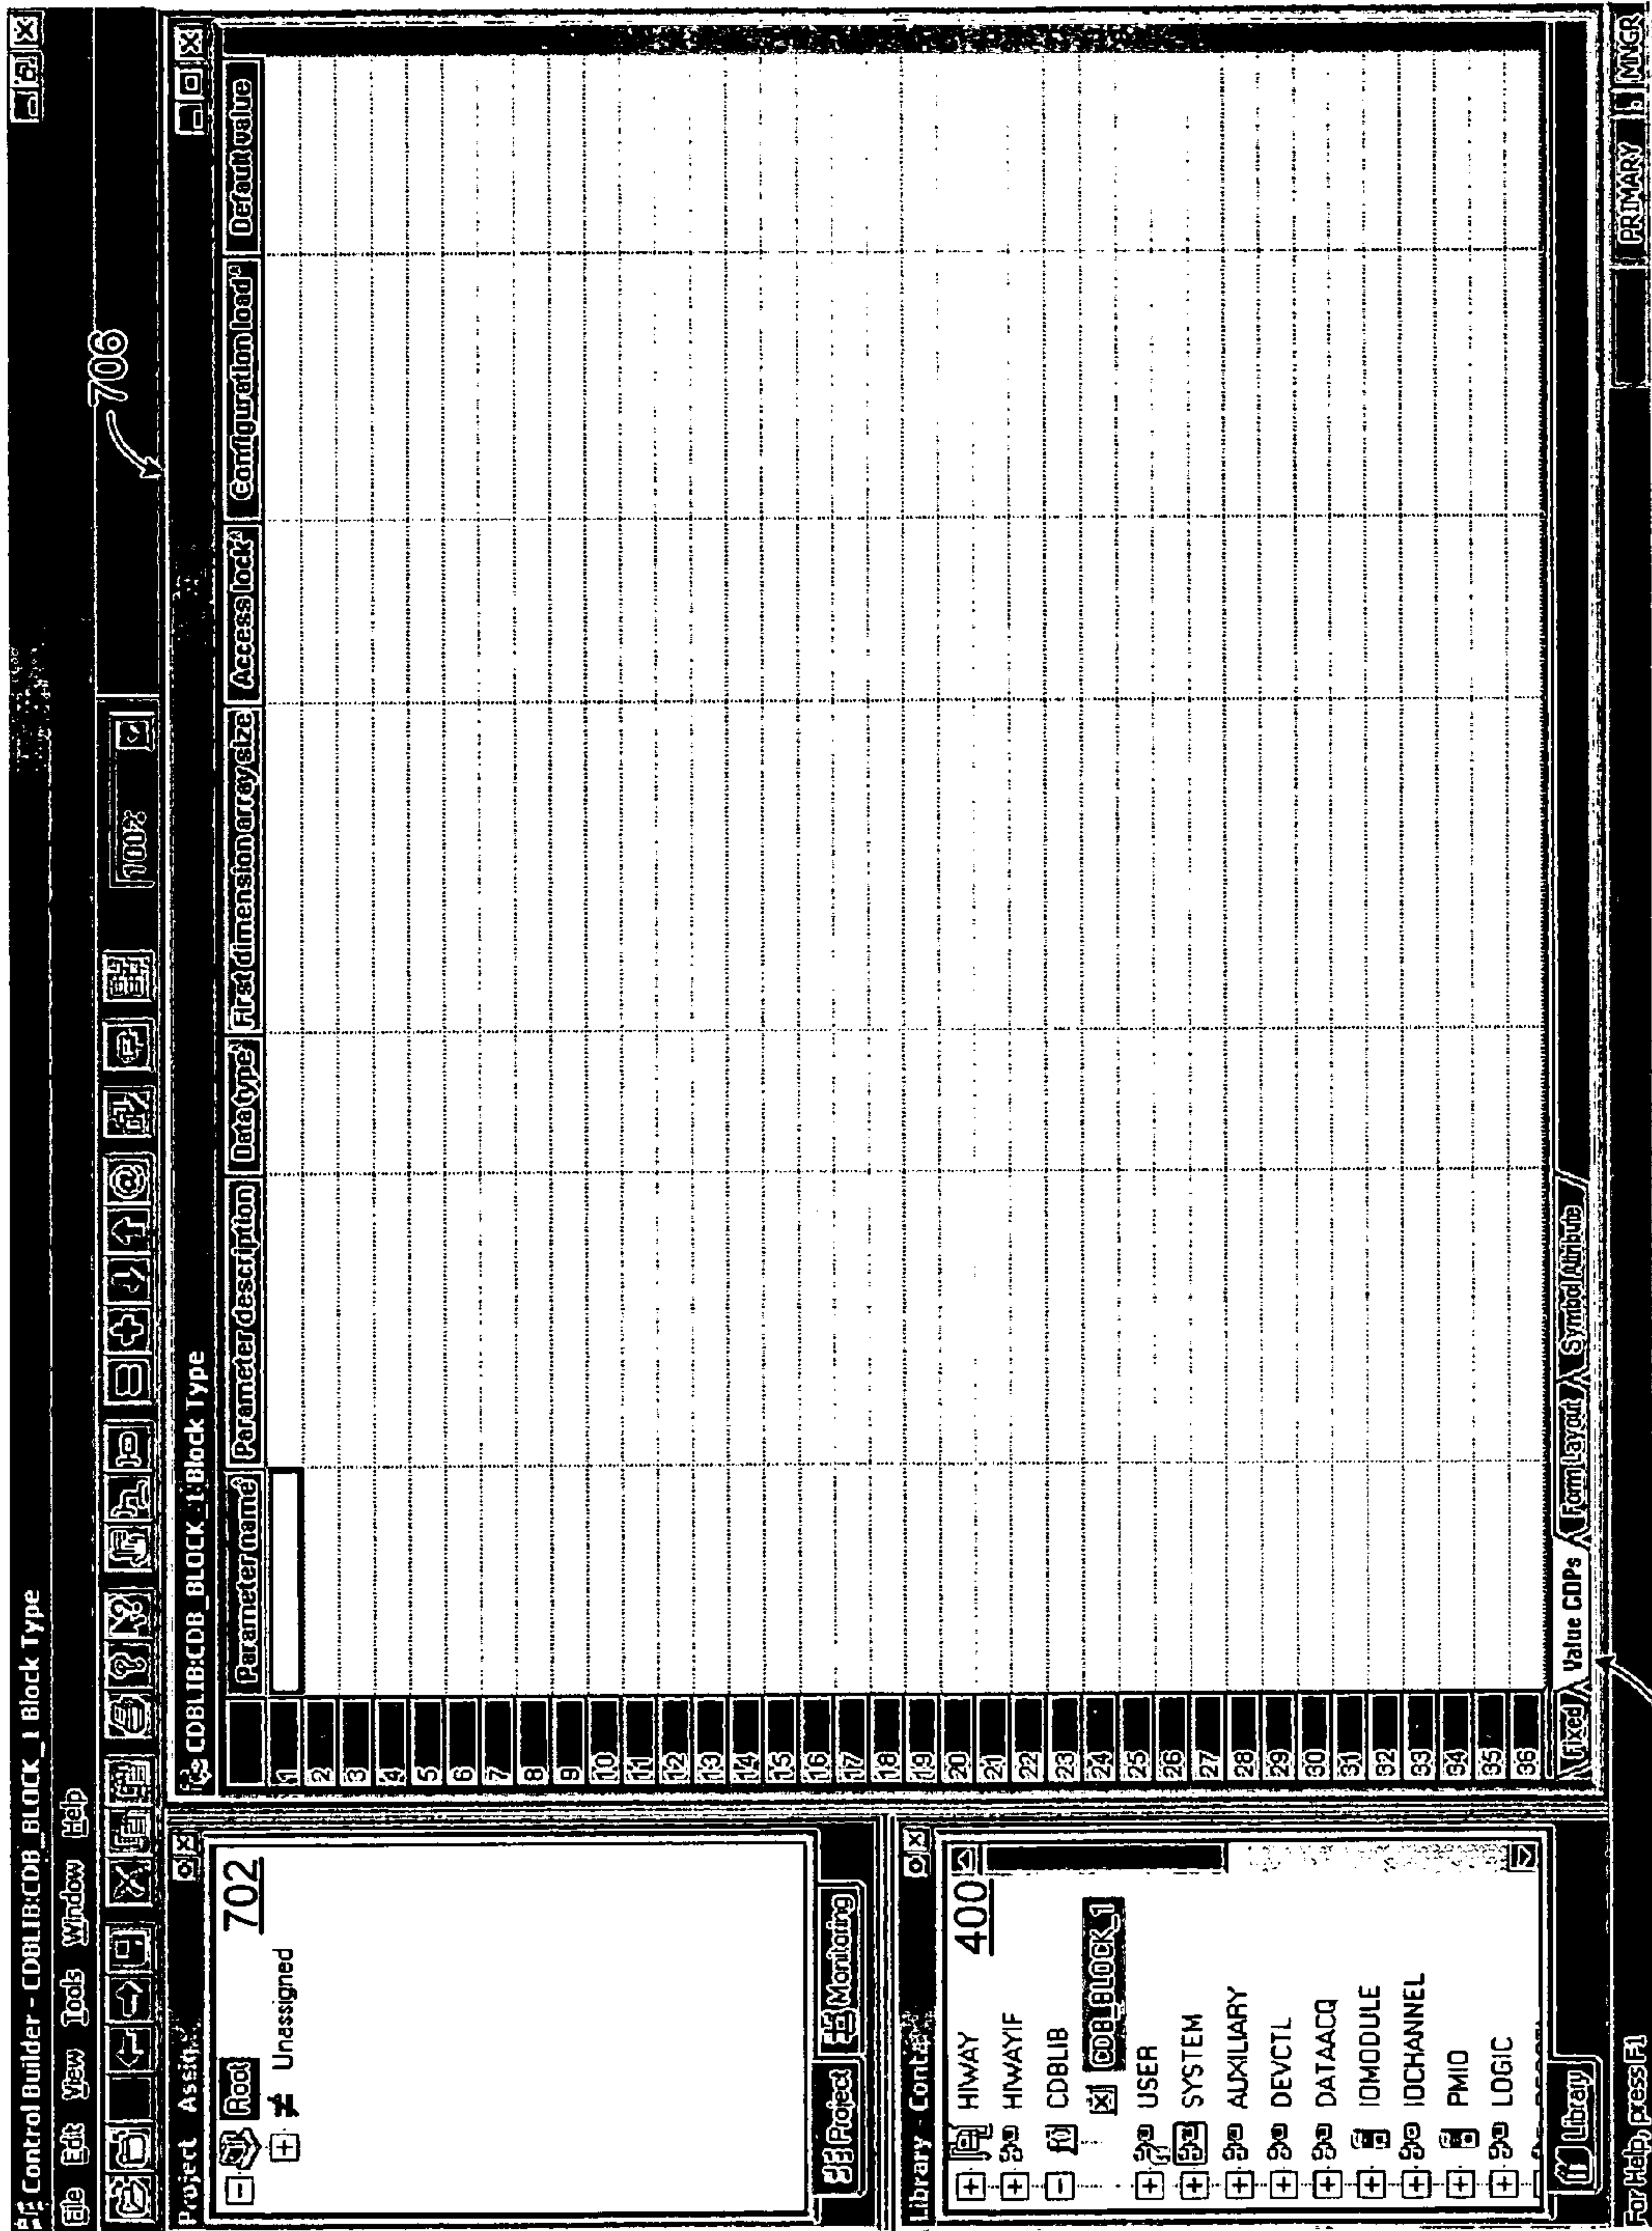 Control Builder - CDBLIB:CDB_BLOCK_1 Block Type
File Edit View Tools Window Help
100%
706
Project Assign
702
Root
Unassigned
Project Monitoring
Library - Contain
400
HIWAY
HIWAYIF
CDBLIB
CDB_BLOCK_1
USER
SYSTEM
AUXILIARY
DEVCTL
DATAACQ
IOMODULE
IOCHANNEL
PMIO
LOGIC
Library
CDBLIB:CDB_BLOCK_1 Block Type
Parameter name Parameter description Data type First dimension array size Access lock Configuration load Default value
1
2
3
4
5
6
7
8
9
10
11
12
13
14
15
16
17
18
19
20
21
22
23
24
25
26
27
28
29
30
31
32
33
34
35
36
Fixed Value CDPs Form Layout Symbol Attribute
For Help, press F1
PRIMARY MNGR